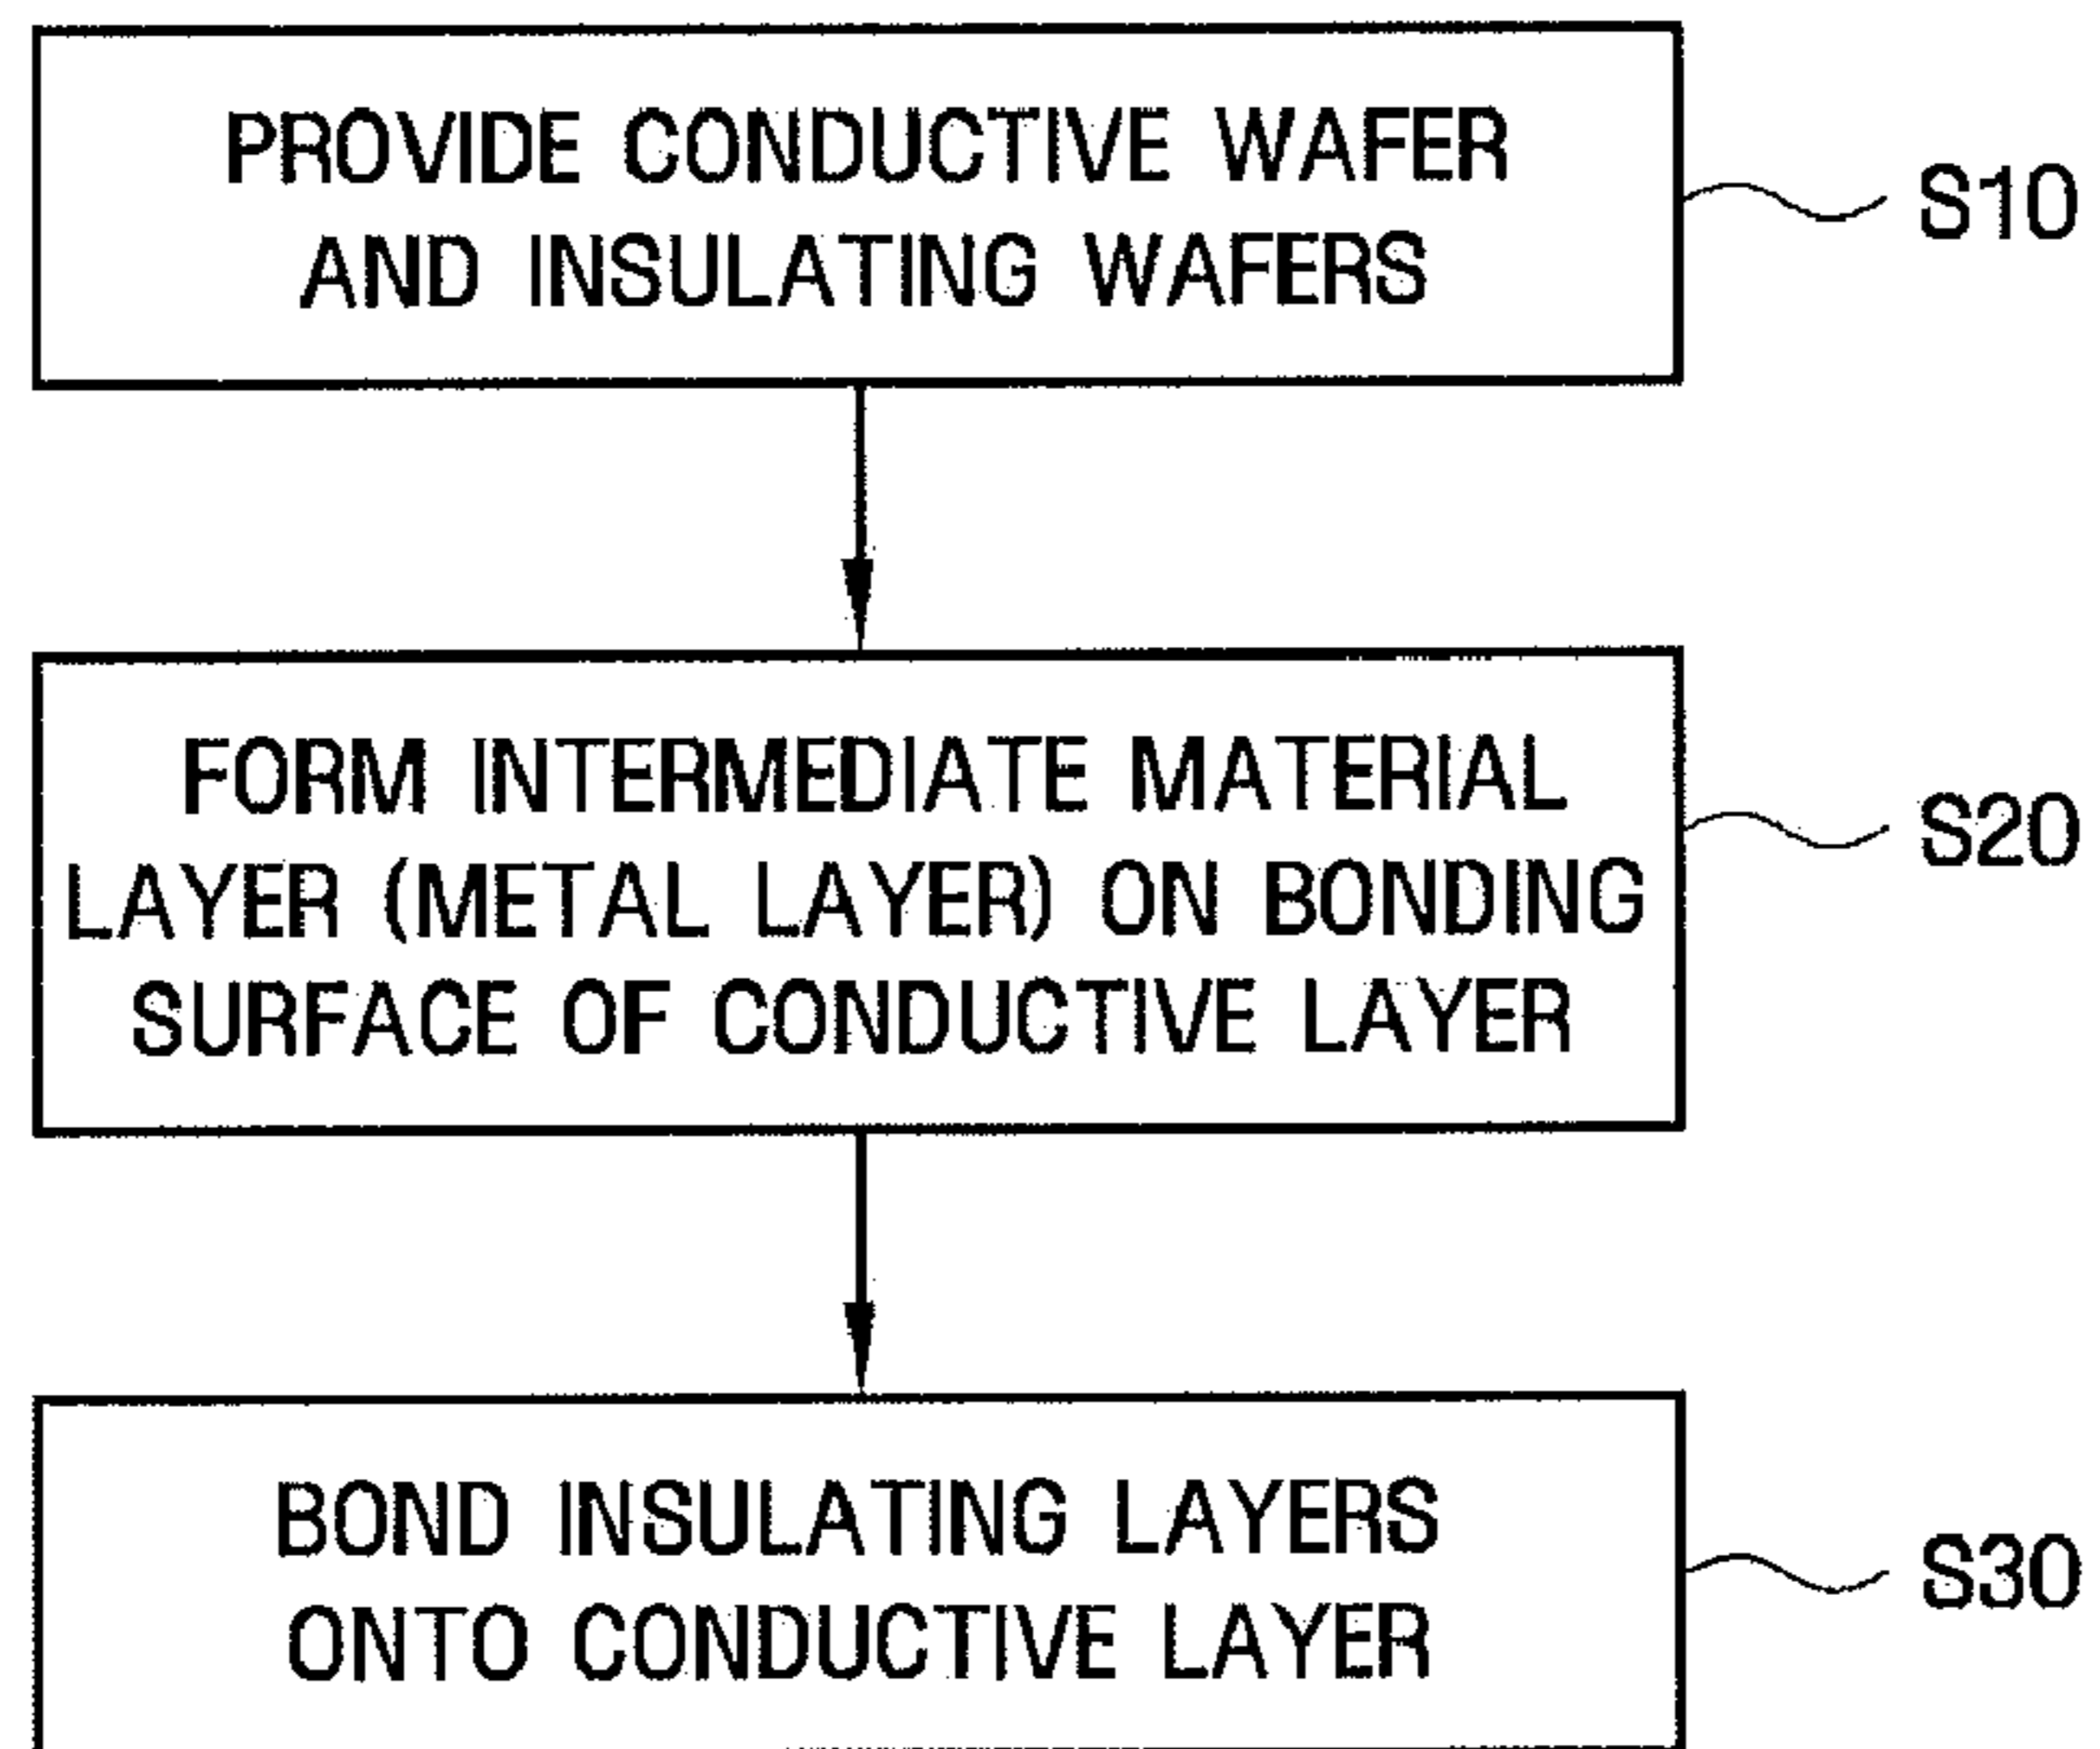 PROVIDE CONDUCTIVE WAFER
AND INSULATING WAFERS
S10
FORM INTERMEDIATE MATERIAL
LAYER (METAL LAYER) ON BONDING
SURFACE OF CONDUCTIVE LAYER
S20
BOND INSULATING LAYERS
ONTO CONDUCTIVE LAYER
S30